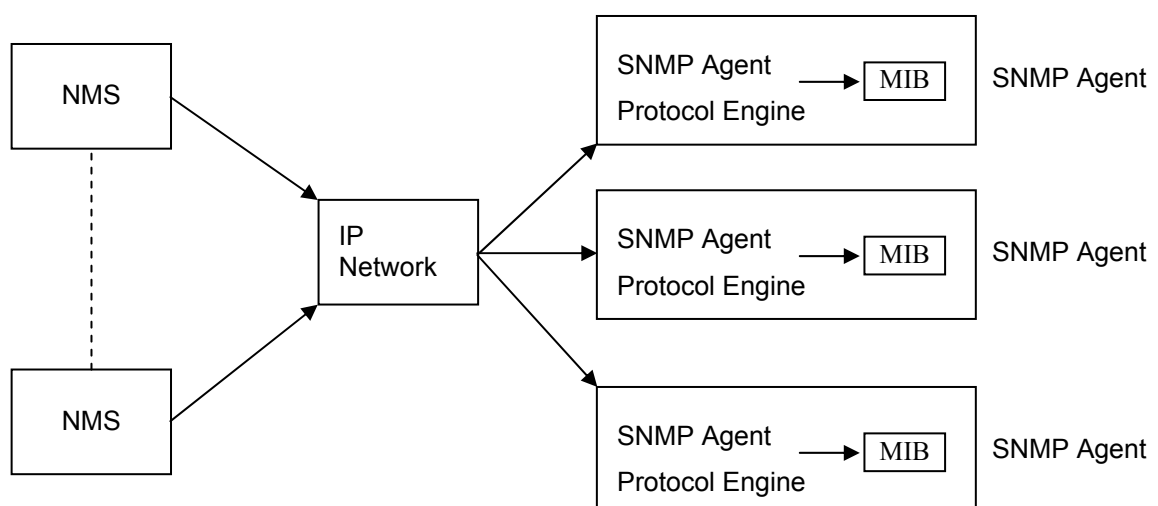 NMS
NMS
IP
Network
SNMP Agent
Protocol Engine
MIB
SNMP Agent
SNMP Agent
Protocol Engine
MIB
SNMP Agent
SNMP Agent
Protocol Engine
MIB
SNMP Agent